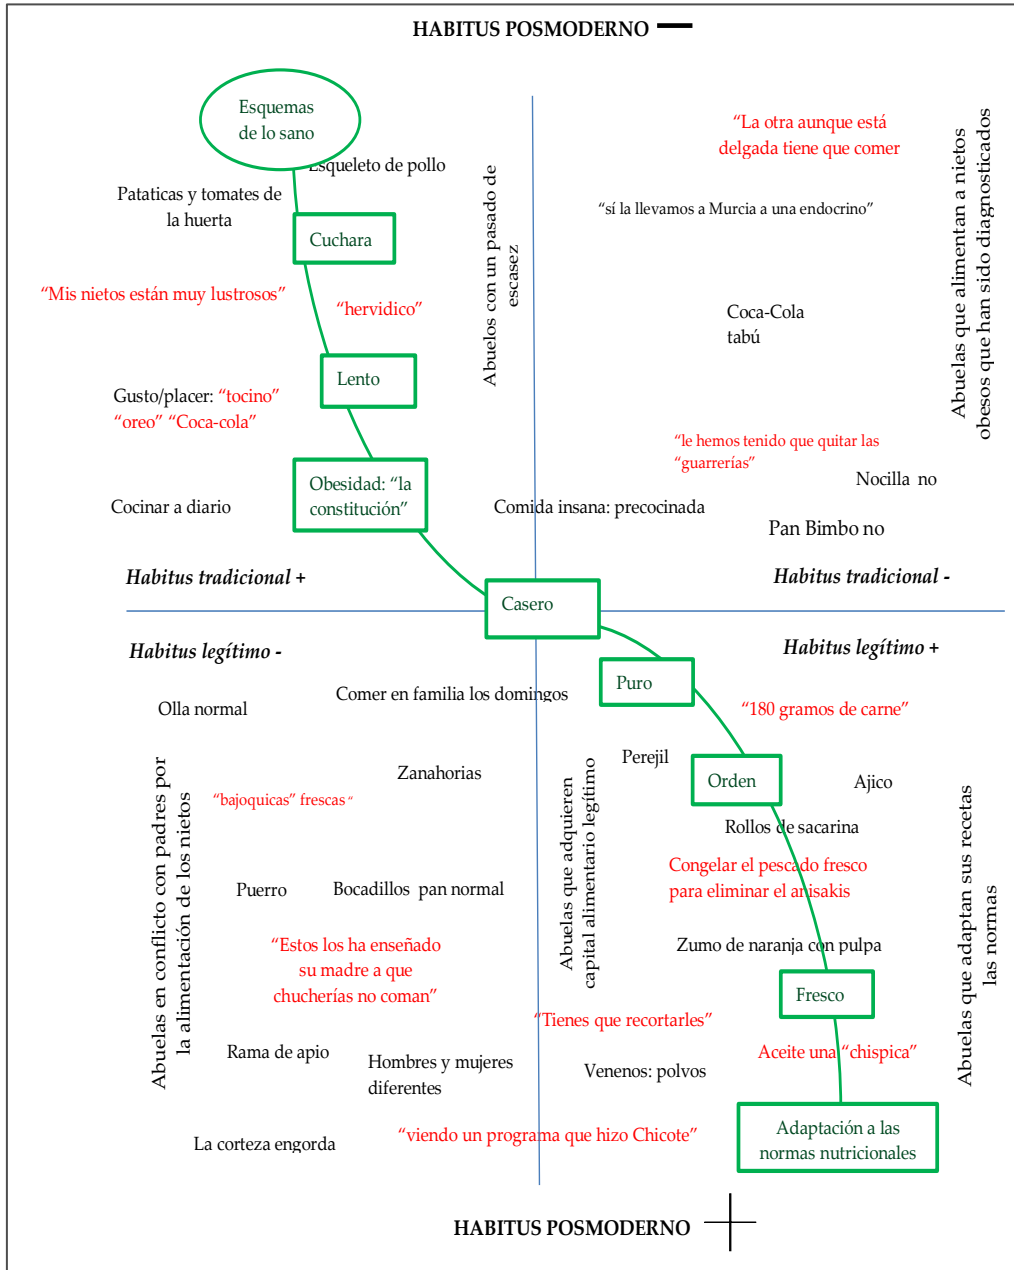 HABITUS POSMODERNO —
Esquemas
de lo sano
Esqueleto de pollo
Pataticas y tomates de
la huerta
Cuchara
“Mis nietos están muy lustrosos”
“hervidico”
Lento
Gusto/placer: “tocino”
“oreo” “Coca-cola”
Obesidad: “la
constitución”
Cocinar a diario
Habitus tradicional +
Abuelos con un pasado de
escasez
“La otra aunque está
delgada tiene que comer
“sí la llevamos a Murcia a una endocrino”
Coca-Cola
tabú
“le hemos tenido que quitar las
“guarrerías”
Nocilla no
Comida insana: precocinada
Pan Bimbo no
Habitus tradicional -
Abuelas que alimentan a nietos
obesos que han sido diagnosticados
Casero
Habitus legítimo -
Comer en familia los domingos
Olla normal
Zanahorias
“bajoquicas” frescas“
Puerro
Bocadillos pan normal
“Estos los ha enseñado
su madre a que
chucherías no coman”
Rama de apio
Hombres y mujeres
diferentes
La corteza engorda
“viendo un programa que hizo Chicote”
Abuelas en conflicto con padres por
la alimentación de los nietos
Habitus legítimo +
Puro
“180 gramos de carne”
Perejil
Orden
Ajico
Rollos de sacarina
Congelar el pescado fresco
para eliminar el anisakis
Zumo de naranja con pulpa
Fresco
“Tienes que recortarles”
Aceite una “chispica”
Venenos: polvos
Adaptación a las
normas nutricionales
Abuelas que adquieren
capital alimentario legítimo
Abuelas que adaptan sus recetas
las normas
HABITUS POSMODERNO +